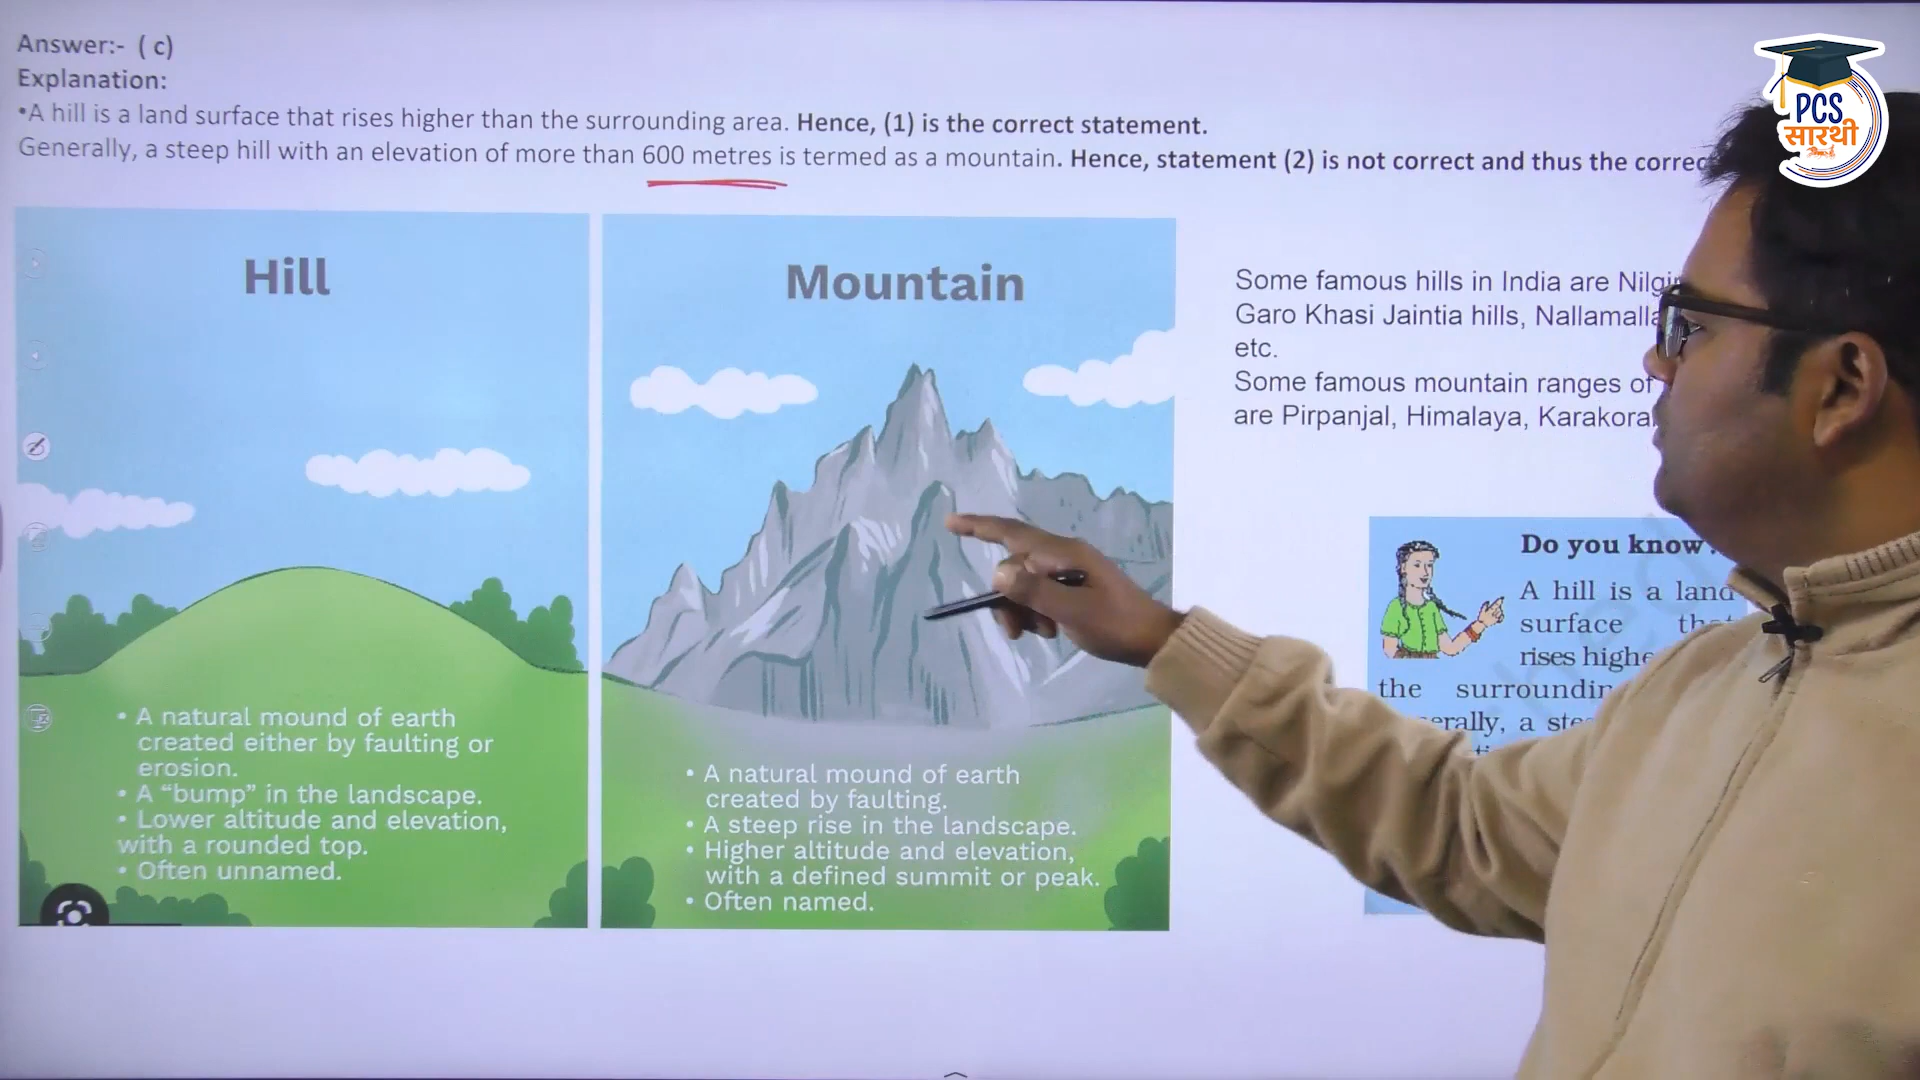 Answer:- ( c)
Explanation:
•A hill is a land surface that rises higher than the surrounding area. Hence, (1) is the correct statement.
Generally, a steep hill with an elevation of more than 600 metres is termed as a mountain. Hence, statement (2) is not correct and thus the
PCS
सारथी
Hill
• A natural mound of earth
created either by faulting or
erosion.
• A “bump” in the landscape.
• Lower altitude and elevation,
with a rounded top.
• Often unnamed.
Mountain
• A natural mound of earth
created by faulting.
• A steep rise in the landscape.
• Higher altitude and elevation,
with a defined summit or peak.
• Often named.
Some famous hills in India are
Garo Khasi Jaintia hills,
etc.
Some famous mountain ranges of
are Pirpanjal, Himalaya,
Do you know
A hill is a land
surface
rises
the
a